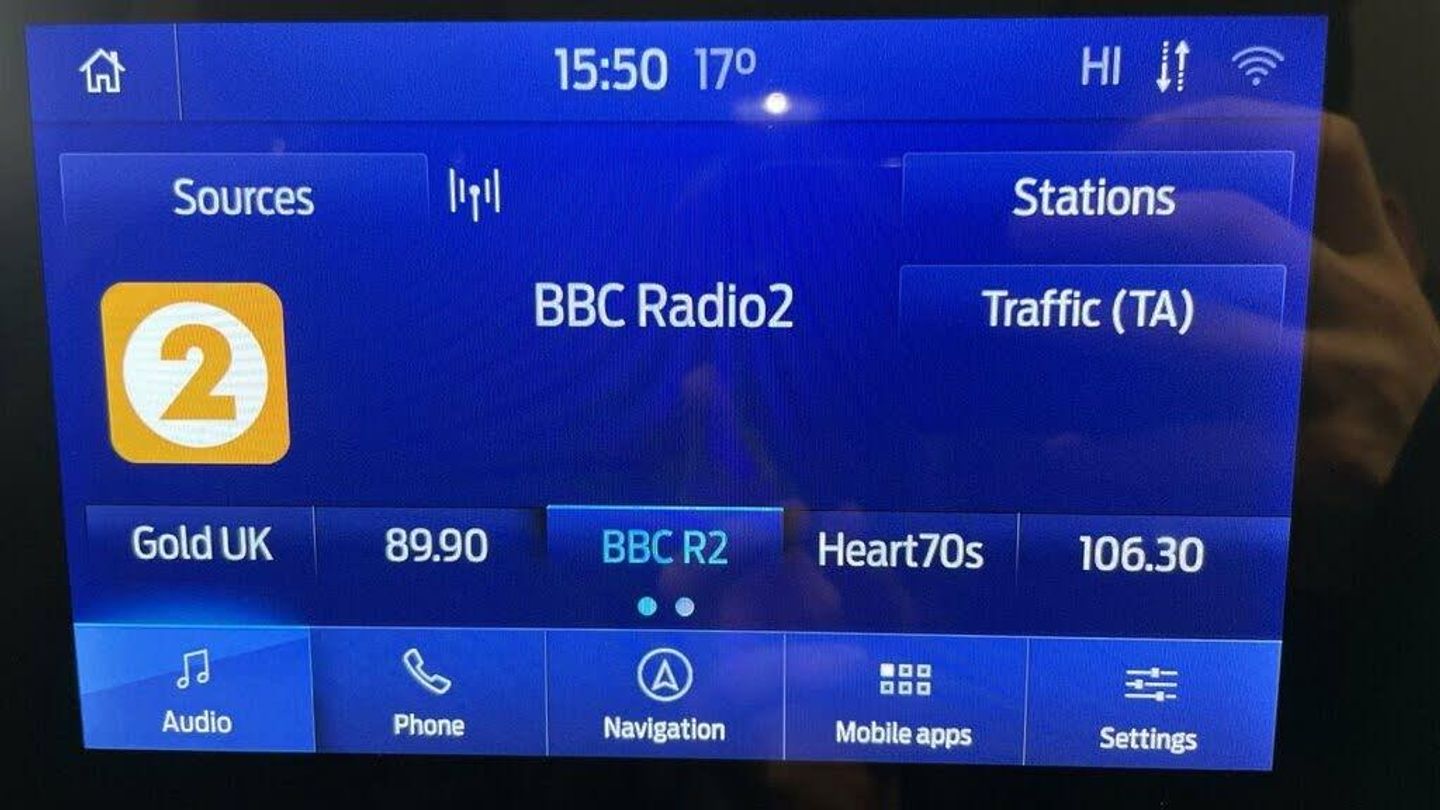 15:50 17º HI
Sources
Stations
BBC Radio2
Traffic (TA)
2
Gold UK
89.90
BBC R2
Heart70s
106.30
Audio
Phone
Navigation
Mobile apps
Settings